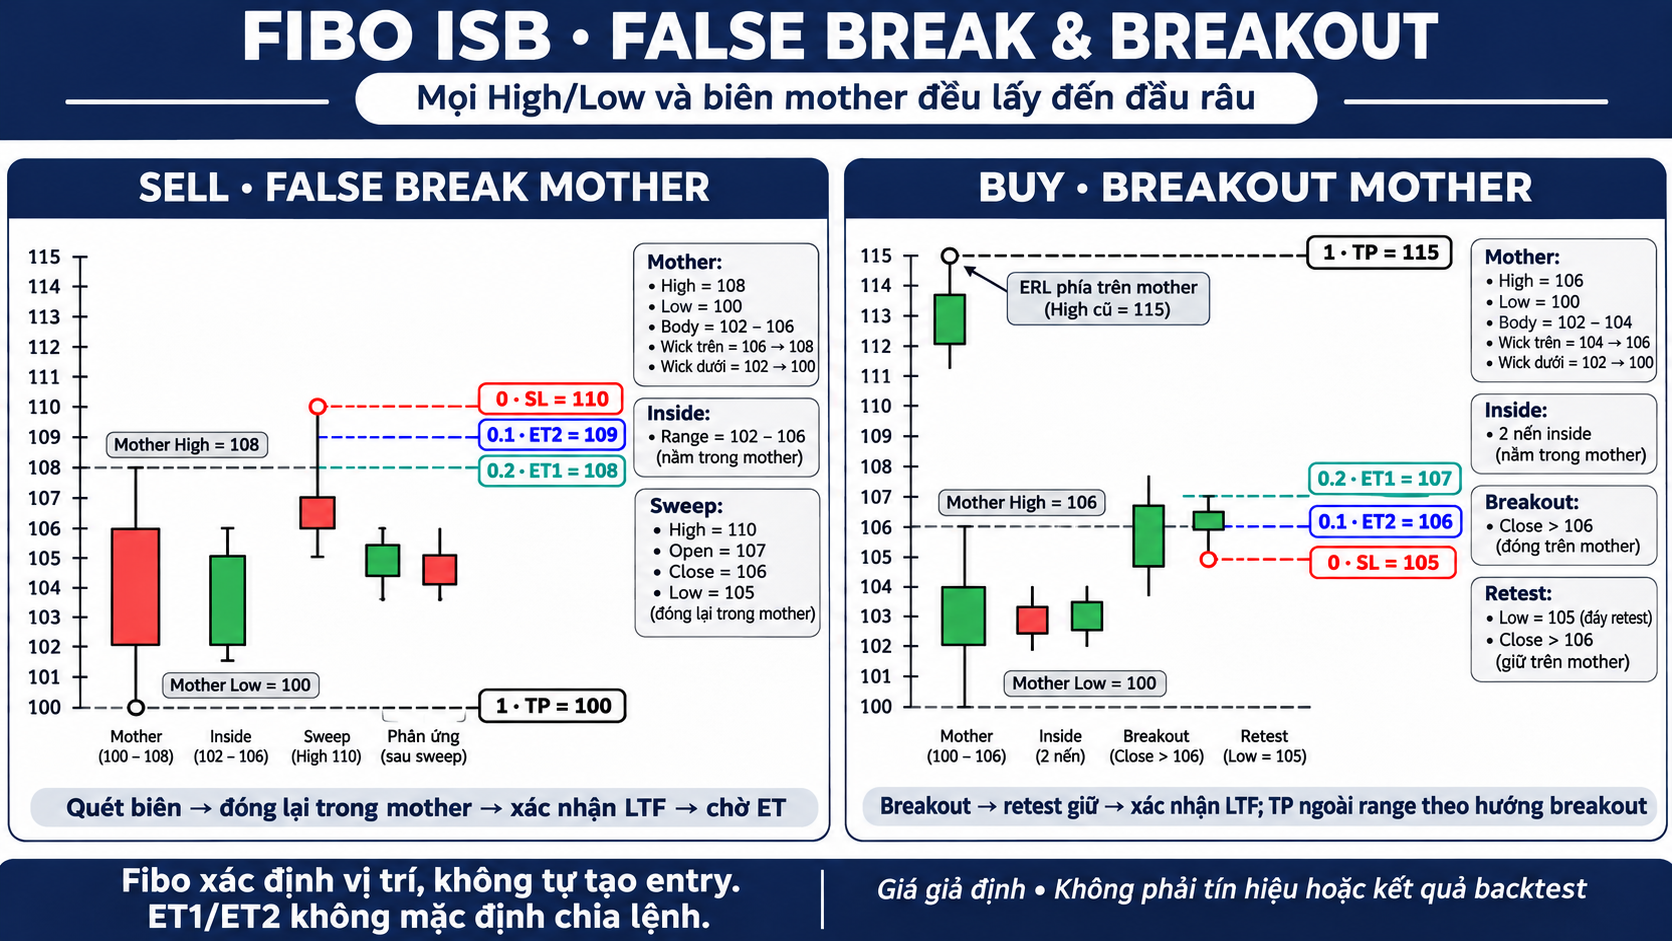 FIBO ISB • FALSE BREAK & BREAKOUT
Mọi High/Low và biên mother đều lấy đến đầu râu
SELL • FALSE BREAK MOTHER
115
114
113
112
111
110
109
108
107
106
105
104
103
102
101
100
Mother High = 108
Mother Low = 100
0 • SL = 110
0.1 • ET2 = 109
0.2 • ET1 = 108
1 • TP = 100
Mother
(100 – 108)
Inside
(102 – 106)
Sweep
(High 110)
Phản ứng
(sau sweep)
Mother:
• High = 108
• Low = 100
• Body = 102 – 106
• Wick trên = 106 → 108
• Wick dưới = 102 → 100
Inside:
• Range = 102 – 106
(nằm trong mother)
Sweep:
• High = 110
• Open = 107
• Close = 106
• Low = 105
(đóng lại trong mother)
Quét biên → đóng lại trong mother → xác nhận LTF → chờ ET
BUY • BREAKOUT MOTHER
115
114
113
112
111
110
109
108
107
106
105
104
103
102
101
100
1 • TP = 115
ERL phía trên mother
(High cũ = 115)
Mother High = 106
Mother Low = 100
0.2 • ET1 = 107
0.1 • ET2 = 106
0 • SL = 105
Mother
(100 – 106)
Inside
(2 nến)
Breakout
(Close > 106)
Retest
(Low = 105)
Mother:
• High = 106
• Low = 100
• Body = 102 – 104
• Wick trên = 104 → 106
• Wick dưới = 102 → 100
Inside:
• 2 nến inside
(nằm trong mother)
Breakout:
• Close > 106
(đóng trên mother)
Retest:
• Low = 105 (đáy retest)
• Close > 106
(giữ trên mother)
Breakout → retest giữ → xác nhận LTF; TP ngoài range theo hướng breakout
Fibo xác định vị trí, không tự tạo entry.
ET1/ET2 không mặc định chia lệnh.
Giá giả định • Không phải tín hiệu hoặc kết quả backtest